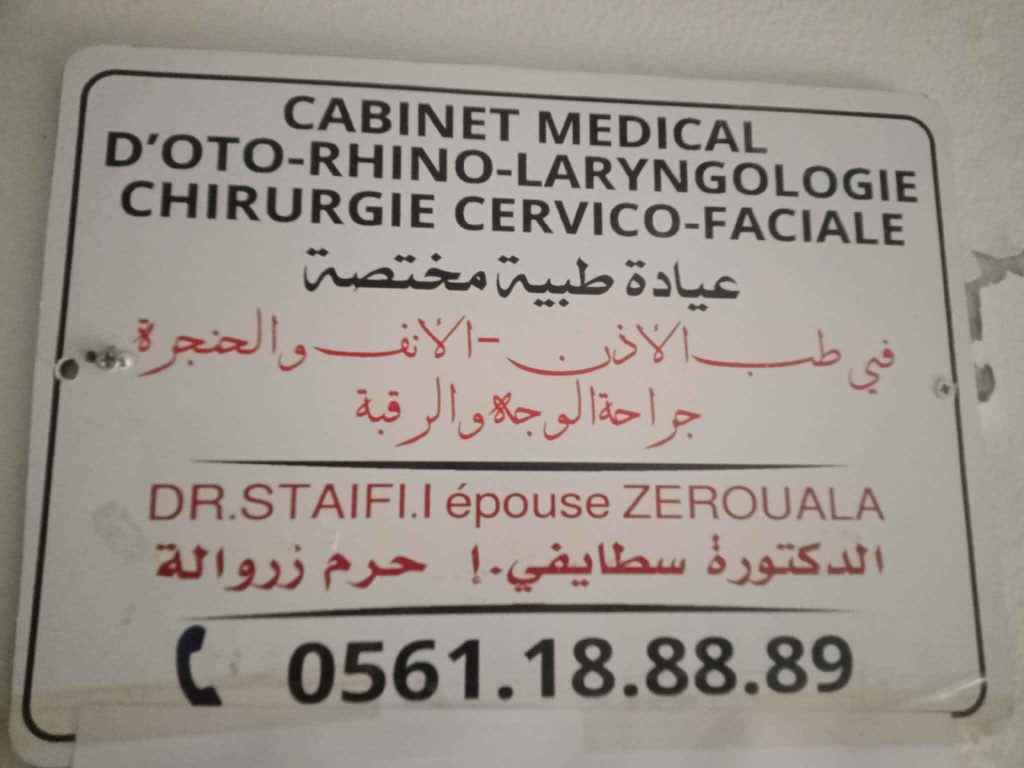 CABINET MEDICAL
D'OTO-RHINO-LARYNGOLOGIE
CHIRURGIE CERVICO-FACIALE
عيادة طبية مختصة
في طب الأذن -الأنف والحنجرة
جراحة الوجه والرقبة
DR.STAIFI.I épouse ZEROUALA
الدكتورة سطايفي.إ حرم زروالة
0561.18.88.89